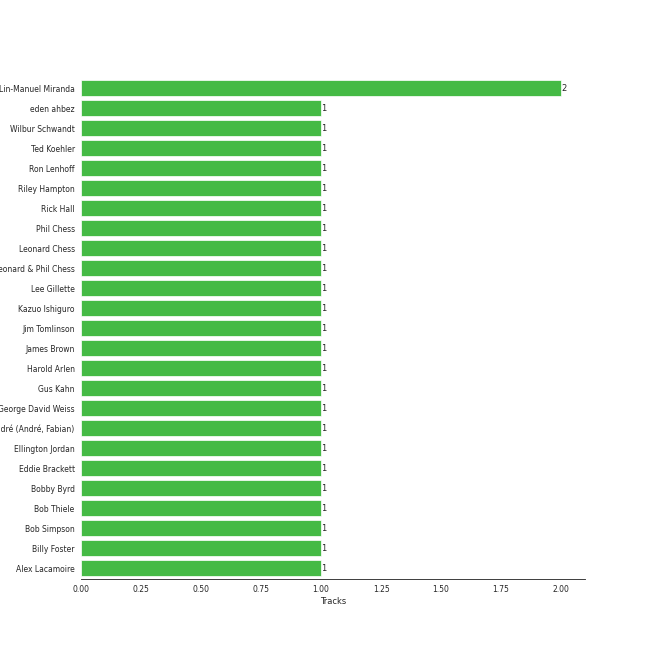 Lin-Manuel Miranda 2
eden ahbez 1
Wilbur Schwandt 1
Ted Koehler 1
Ron Lenhoff 1
Riley Hampton 1
Rick Hall 1
Phil Chess 1
Leonard Chess 1
eonard & Phil Chess 1
Lee Gillette 1
Kazuo Ishiguro 1
Jim Tomlinson 1
James Brown 1
Harold Arlen 1
Gus Kahn 1
George David Weiss 1
dré (André, Fabian) 1
Ellington Jordan 1
Eddie Brackett 1
Bobby Byrd 1
Bob Thiele 1
Bob Simpson 1
Billy Foster 1
Alex Lacamoire 1
0.00 0.25 0.50 0.75 1.00 1.25 1.50 1.75 2.00
Tracks